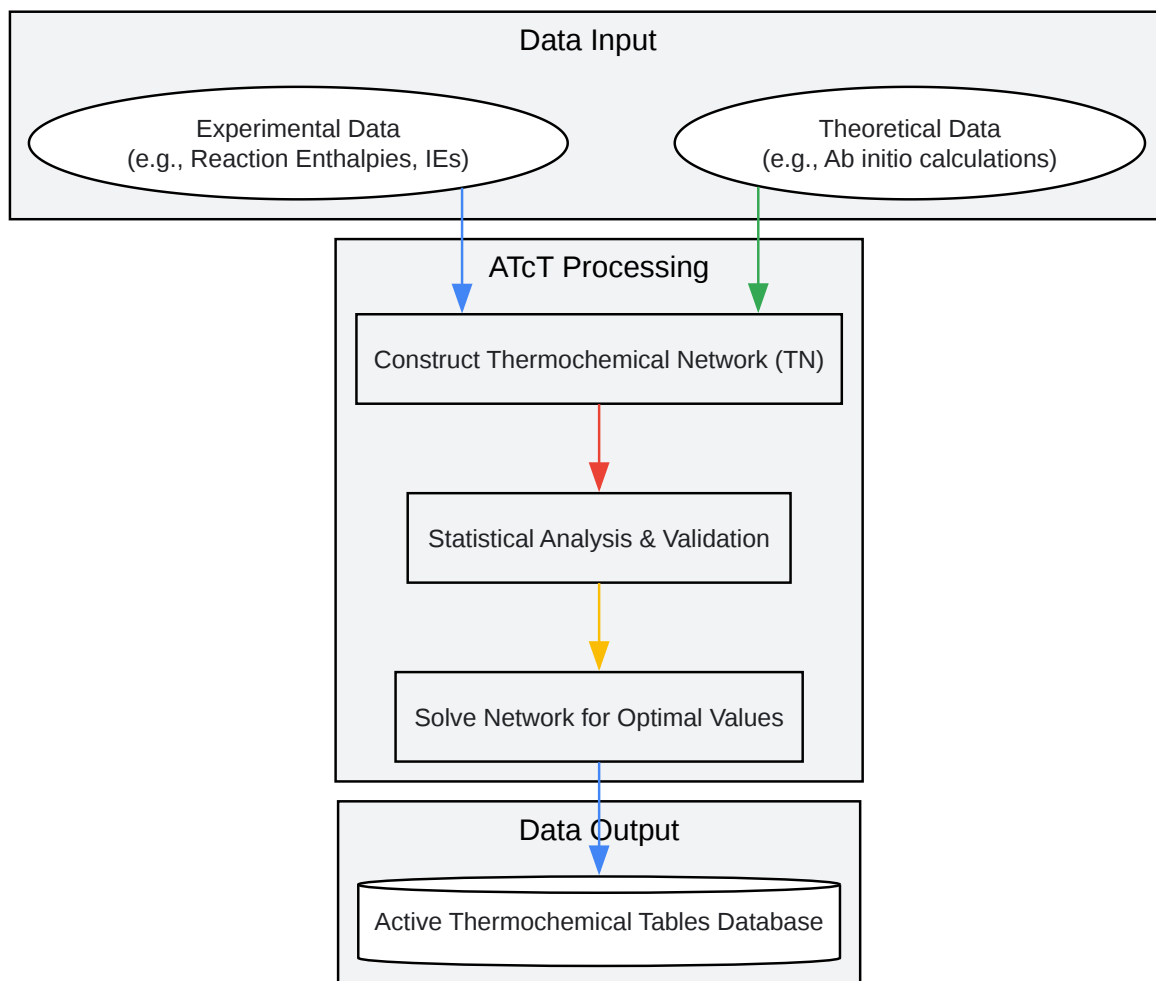 Data Input
Experimental Data
(e.g., Reaction Enthalpies, IEs)
Theoretical Data
(e.g., Ab initio calculations)
ATcT Processing
Construct Thermochemical Network (TN)
Statistical Analysis & Validation
Solve Network for Optimal Values
Data Output
Active Thermochemical Tables Database